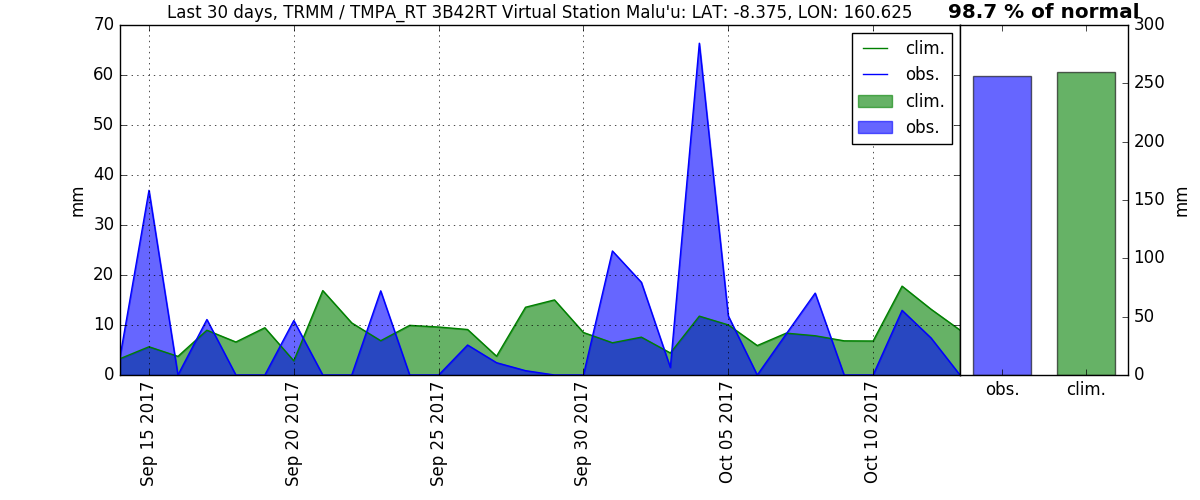 Last 30 days, TRMM / TMPA_RT 3B42RT Virtual Station Malu'u: LAT: -8.375, LON: 160.625
98.7 % of normal
70
60
50
40
30
20
10
0
mm
clim.
obs.
clim.
obs.
Sep 15 2017
Sep 20 2017
Sep 25 2017
Sep 30 2017
Oct 05 2017
Oct 10 2017
300
250
200
150
100
50
0
mm
obs.
clim.